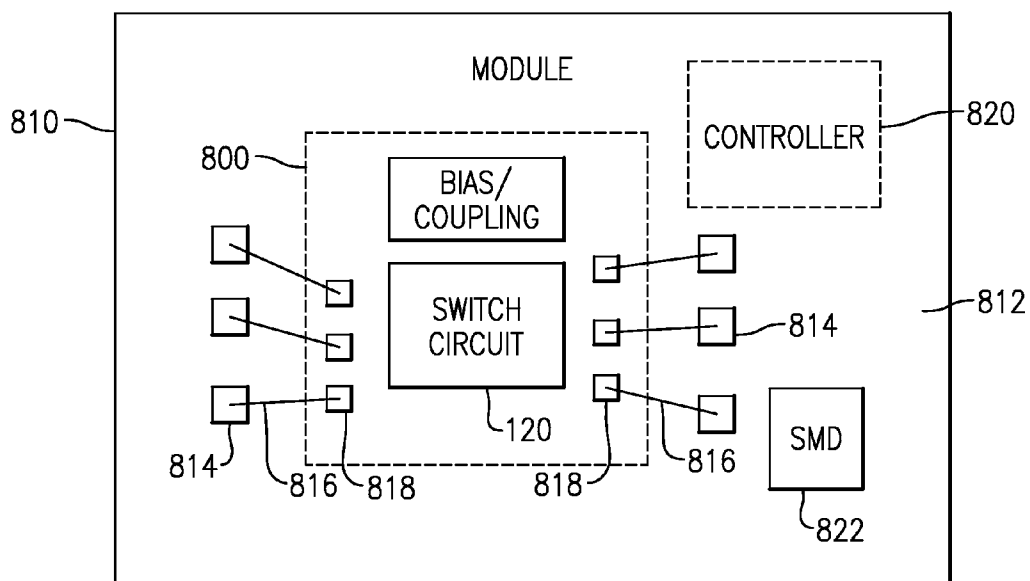 MODULE
810
800
CONTROLLER
820
BIAS/
COUPLING
SWITCH
CIRCUIT
812
814
120
SMD
814
816
818
818
816
822